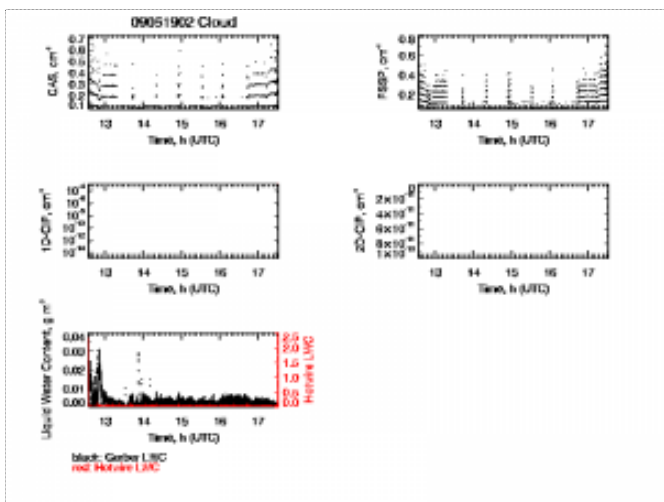 09051902 Cloud
CAS, cm⁻³
0.7
0.6
0.5
0.4
0.3
0.2
0.1
13 14 15 16 17
Time, h (UTC)
FSSP, cm⁻³
0.8
0.6
0.4
0.2
13 14 15 16 17
Time, h (UTC)
1D-CIP, cm⁻³
13 14 15 16 17
Time, h (UTC)
2D-CIP, cm⁻³
0
13 14 15 16 17
Time, h (UTC)
Liquid Water Content, g m⁻³
0.04
0.03
0.01
0.00
13 14 15 16 17
Time, h (UTC)
2.5
2.0
1.5
1.0
0.5
0.0
Hotwire LWC
black: Gerber LWC
red: Hotwire LWC